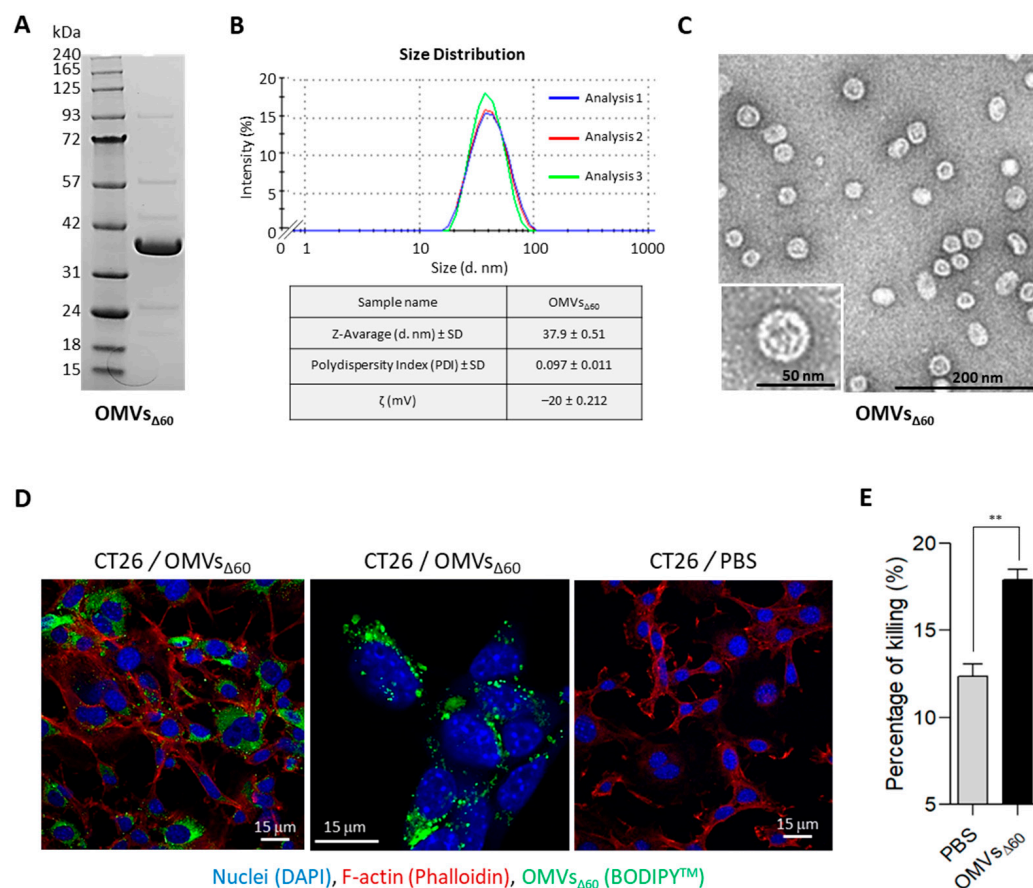 A
kDa
240
165
125
93
72
57
42
31
24
18
15
OMVsΔ60
B
Size Distribution
Intensity (%)
20
15
10
5
0
Analysis 1
Analysis 2
Analysis 3
0 1 10 100 1000
Size (d. nm)
Sample name OMVsΔ60
Z-Avarage (d. nm) ± SD 37.9 ± 0.51
Polydispersity Index (PDI) ± SD 0.097 ± 0.011
ζ (mV) −20 ± 0.212
C
50 nm
200 nm
OMVsΔ60
D
CT26 / OMVsΔ60
CT26 / OMVsΔ60
CT26 / PBS
15 µm
15 µm
15 µm
Nuclei (DAPI), F-actin (Phalloidin), OMVsΔ60 (BODIPY™)
E
**
Percentage of killing (%)
20
15
10
5
PBS
OMVsΔ60